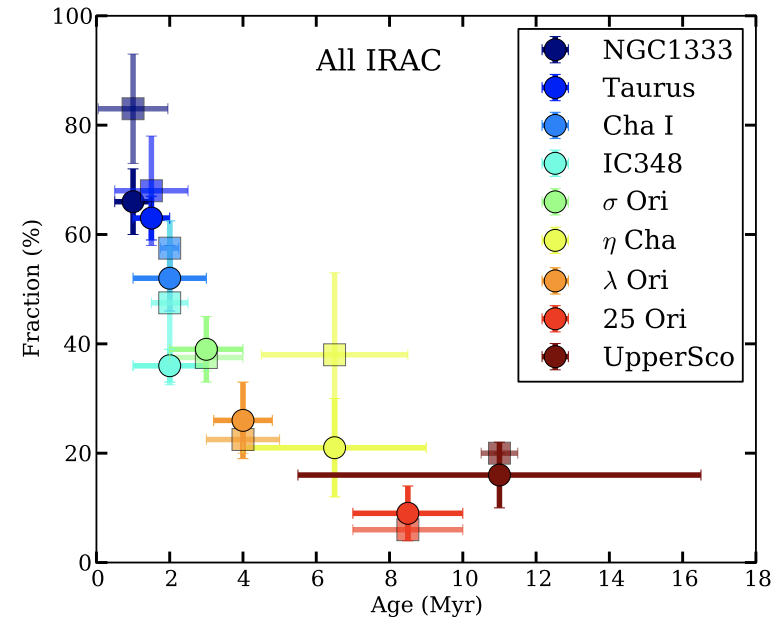 All IRAC
NGC1333
Taurus
Cha I
IC348
σ Ori
η Cha
λ Ori
25 Ori
UpperSco
Fraction (%)
100
80
60
40
20
0
0 2 4 6 8 10 12 14 16 18
Age (Myr)